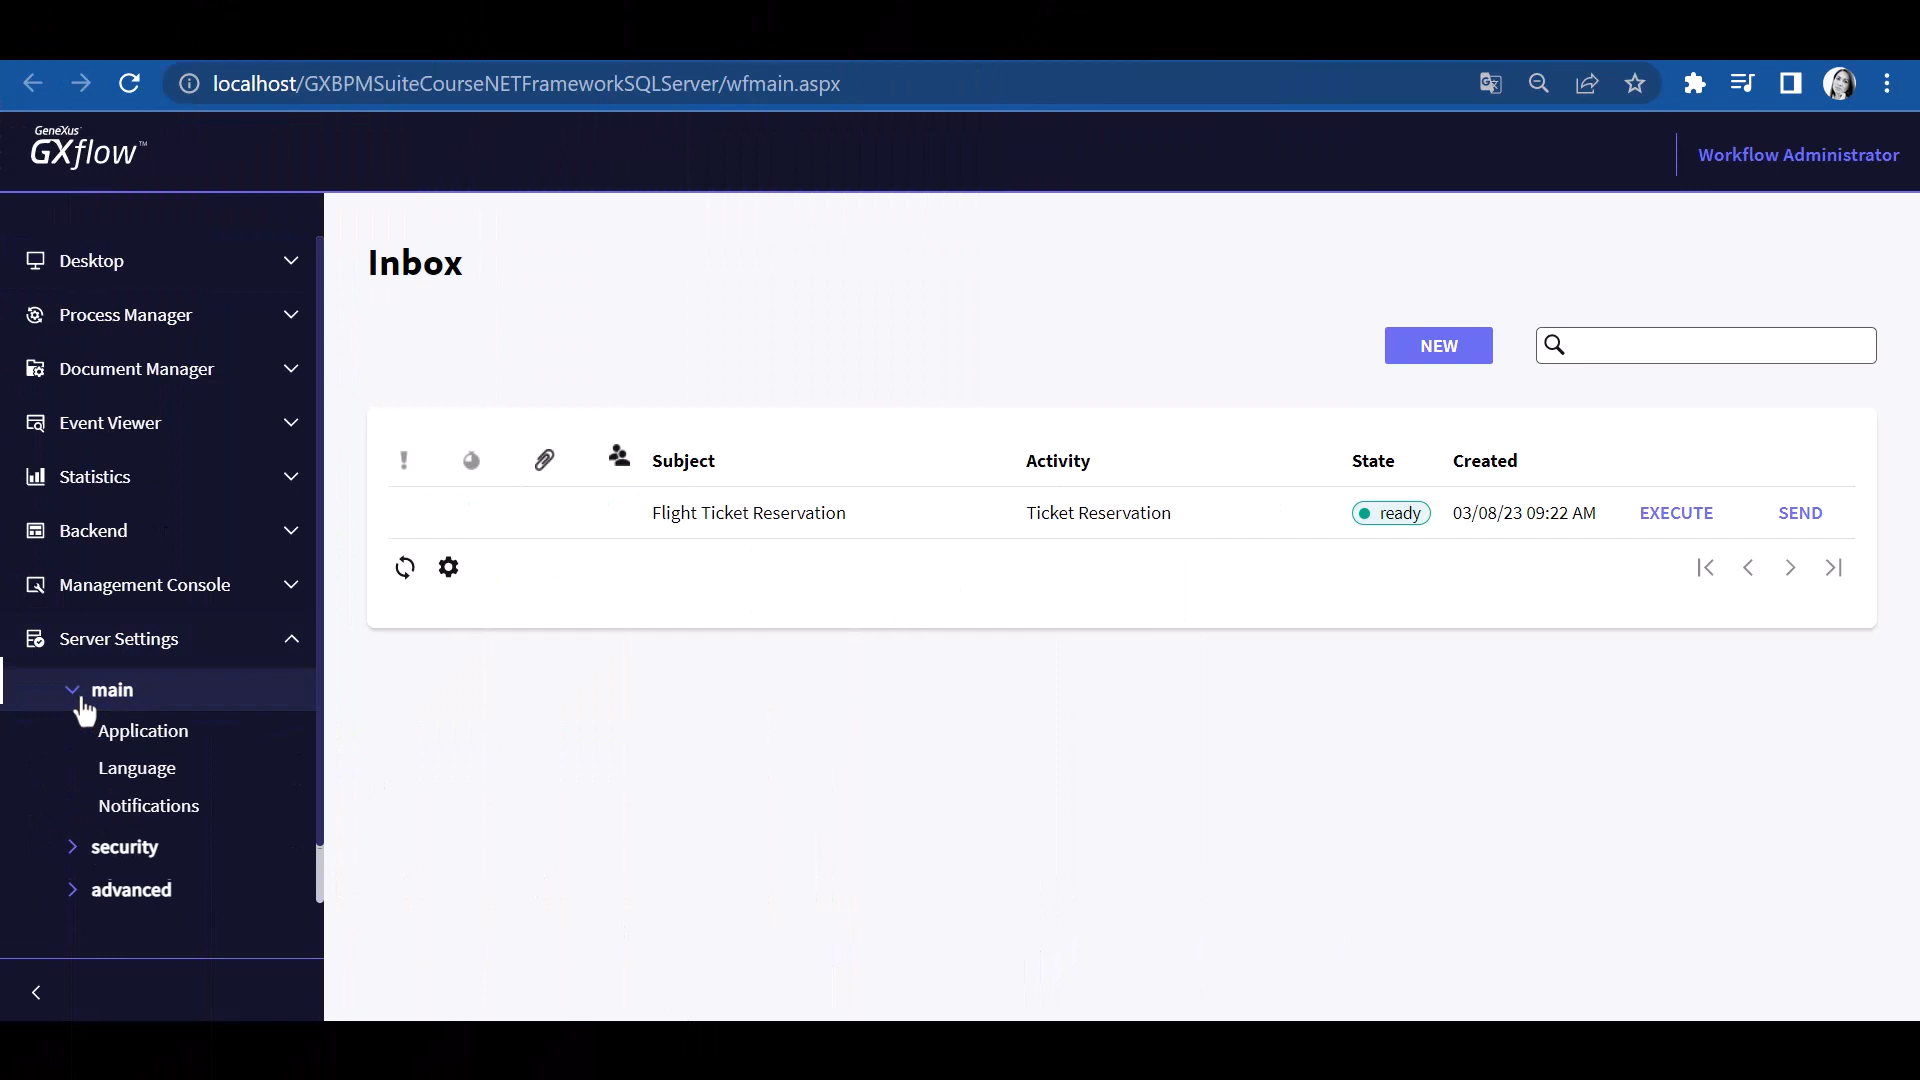 localhost/GXBPMSuiteCourseNETFrameworkSQLServer/wfmain.aspx
GeneXus
GXflow™
Workflow Administrator
Desktop
Process Manager
Document Manager
Event Viewer
Statistics
Backend
Management Console
Server Settings
main
Application
Language
Notifications
security
advanced
Inbox
NEW
Subject Activity State Created
Flight Ticket Reservation Ticket Reservation ready 03/08/23 09:22 AM EXECUTE SEND